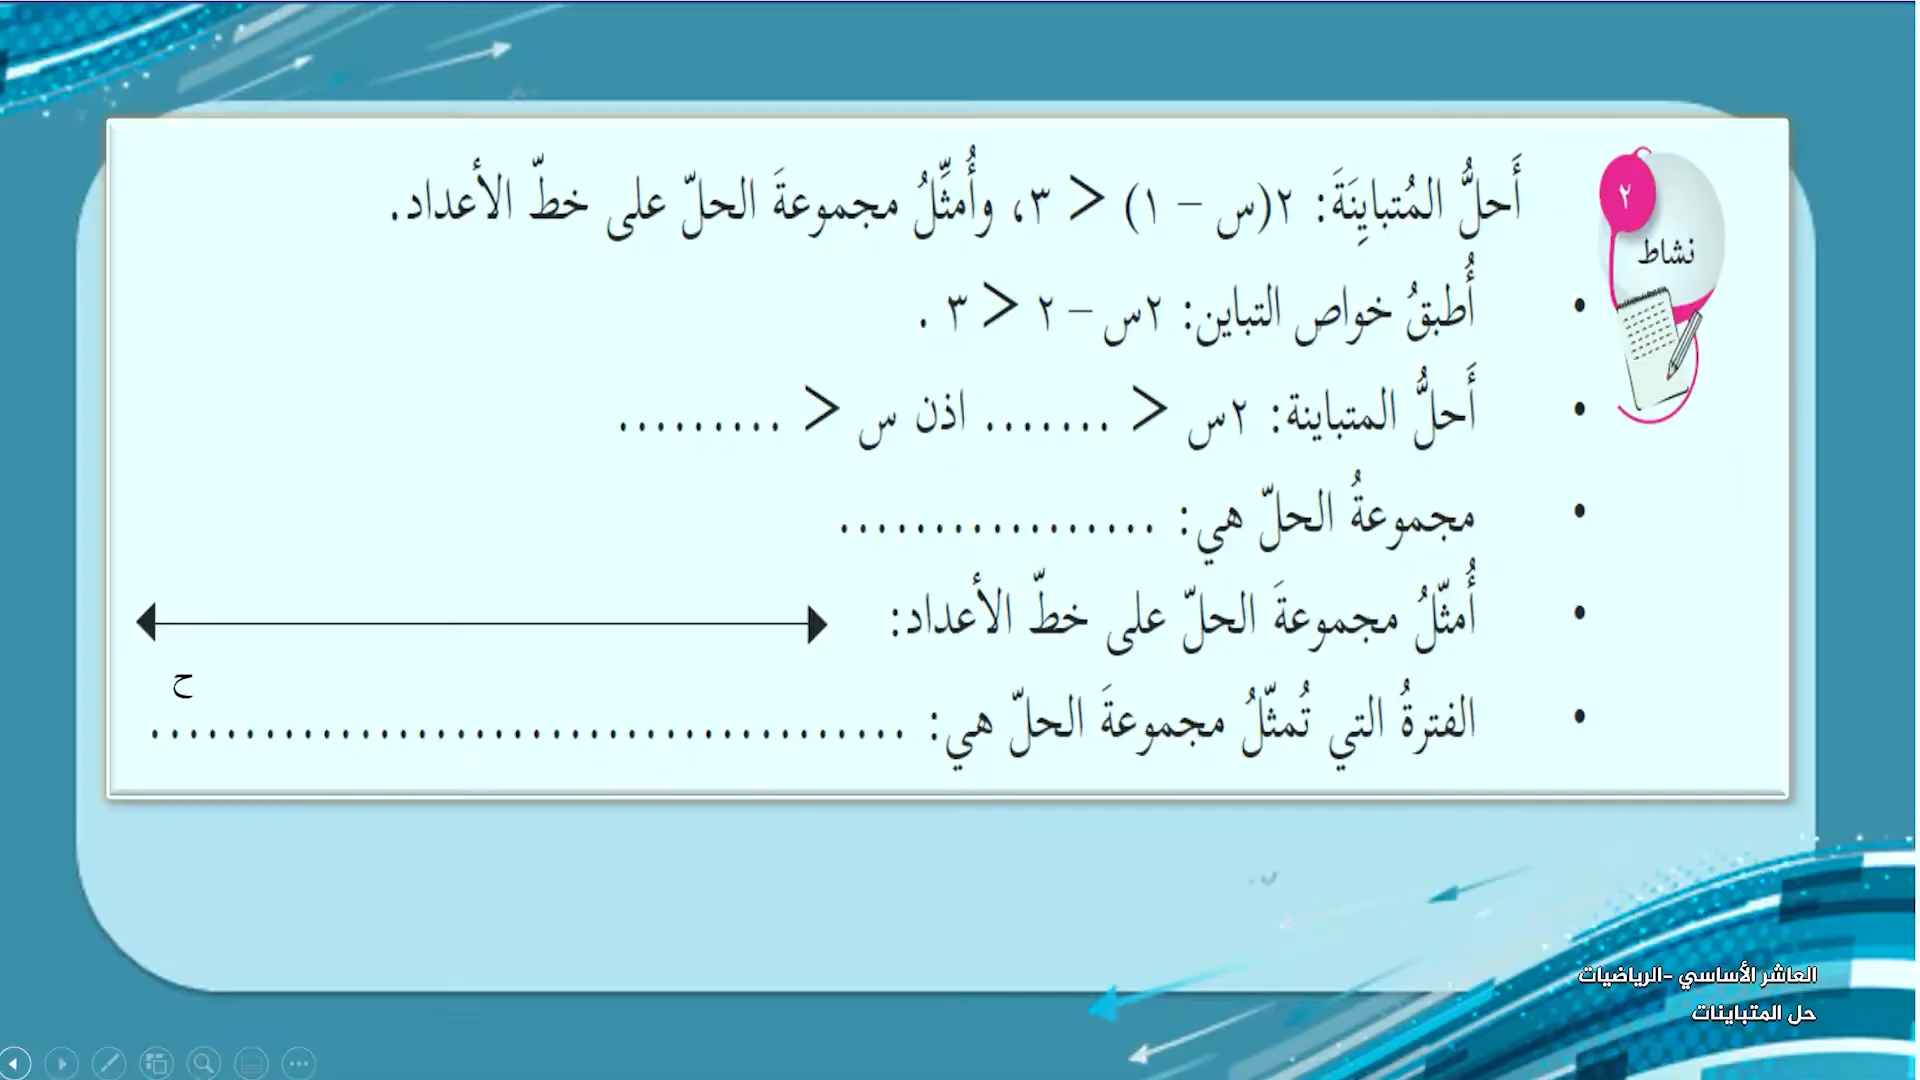 ٢
نشاط
أَحلُّ المُتبايِنَةَ: ٢(س – ١) < ٣، وأُمثِّلُ مجموعةَ الحلّ على خطّ الأعداد.
• أُطبقُ خواص التباين: ٢س – ٢ < ٣ .
• أَحلُّ المتباينة: ٢س < ....... اذن س < .........
• مجموعةُ الحلّ هي: .................
• أُمثّلُ مجموعةَ الحلّ على خطّ الأعداد:
ح
• الفترةُ التي تُمثّلُ مجموعةَ الحلّ هي: .......................................
العاشر الأساسي -الرياضيات
حل المتباينات